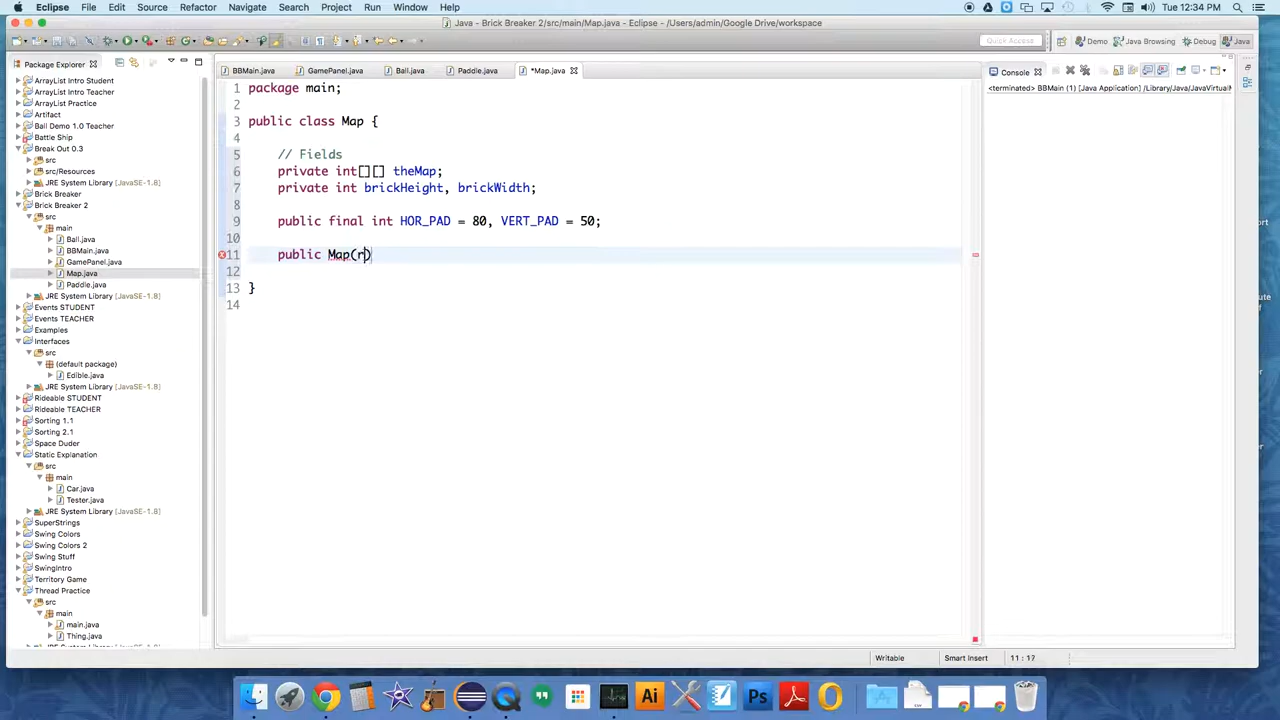 Eclipse File Edit Source Refactor Navigate Search Project Run Window Help Tue 12:34 PM
Java - Brick Breaker 2/src/main/Map.java - Eclipse - /Users/admin/Google Drive/workspace
Quick Access Demo Java Browsing Debug Java
Package Explorer
BBMain.java GamePanel.java Ball.java Paddle.java *Map.java
Console
<terminated> BBMain (1) [Java Application] /Library/Java/JavaVirtualM
ArrayList Intro Student
ArrayList Intro Teacher
ArrayList Practice
Artifact
Ball Demo 1.0 Teacher
Battle Ship
Break Out 0.3
src
src/Resources
JRE System Library [JavaSE-1.8]
Brick Breaker
Brick Breaker 2
src
main
Ball.java
BBMain.java
GamePanel.java
Map.java
Paddle.java
JRE System Library [JavaSE-1.8]
Events STUDENT
Events TEACHER
Examples
Interfaces
src
(default package)
Edible.java
JRE System Library [JavaSE-1.8]
Rideable STUDENT
Rideable TEACHER
Sorting 1.1
Sorting 2.1
Space Duder
Static Explanation
src
main
Car.java
Tester.java
JRE System Library [JavaSE-1.8]
SuperStrings
Swing Colors
Swing Colors 2
Swing Stuff
SwingIntro
Territory Game
Thread Practice
src
main
main.java
Thing.java
1 package main;
2
3 public class Map {
4
5 // Fields
6 private int[][] theMap;
7 private int brickHeight, brickWidth;
8
9 public final int HOR_PAD = 80, VERT_PAD = 50;
10
11 public Map(r)
12
13 }
14
Writable Smart Insert 11 : 17
Ai Ps